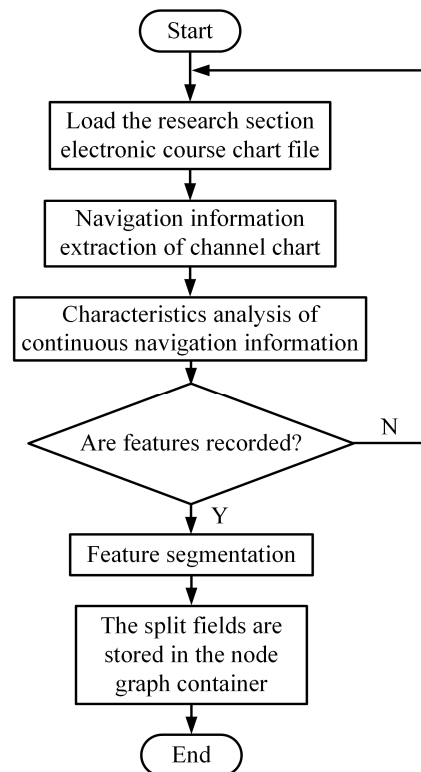 Start
Load the research section
electronic course chart file
Navigation information
extraction of channel chart
Characteristics analysis of
continuous navigation information
Are features recorded?
N
Y
Feature segmentation
The split fields are
stored in the node
graph container
End